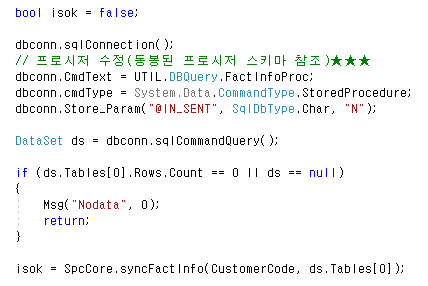 bool isok = false;
dbconn.sqlConnection();
// 프로시저 수정(동봉된 프로시저 스키마 참조)★★★
dbconn.CmdText = UTIL.DBQuery.FactInfoProc;
dbconn.cmdType = System.Data.CommandType.StoredProcedure;
dbconn.Store_Param("@IN_SENT", SqlDbType.Char, "N");
DataSet ds = dbconn.sqlCommandQuery();
if (ds.Tables[0].Rows.Count == 0 || ds == null)
{
Msg("Nodata", 0);
return;
}
isok = SpcCore.syncFactInfo(CustomerCode, ds.Tables[0]);